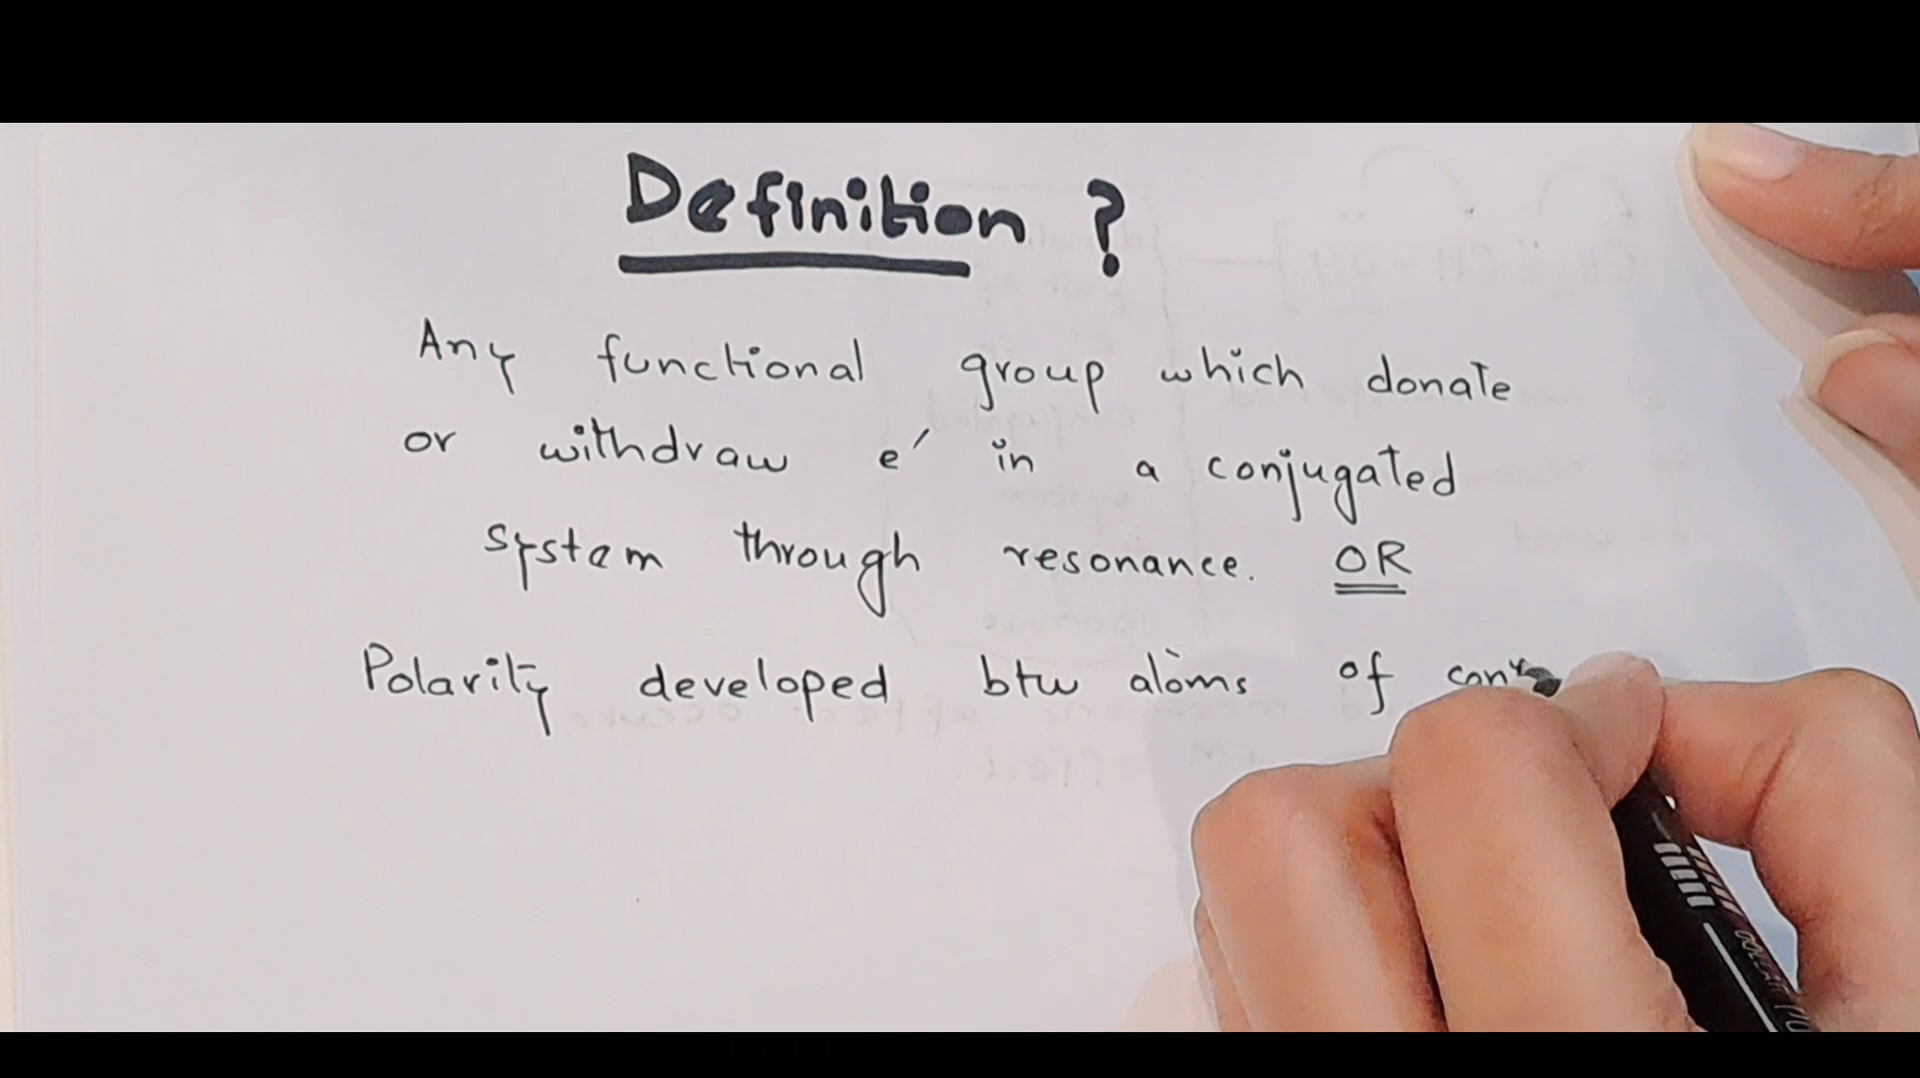 Definition ?
Any functional group which donate
or withdraw e' in a conjugated
system through resonance. OR
Polarity developed btw atoms of